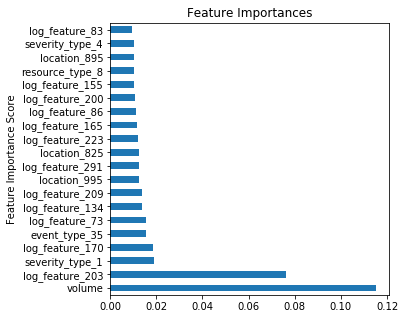 Feature Importances
Feature Importance Score
log_feature_83
severity_type_4
location_895
resource_type_8
log_feature_155
log_feature_200
log_feature_86
log_feature_165
log_feature_223
location_825
log_feature_291
location_995
log_feature_209
log_feature_134
log_feature_73
event_type_35
log_feature_170
severity_type_1
log_feature_203
volume
0.00 0.02 0.04 0.06 0.08 0.10 0.12